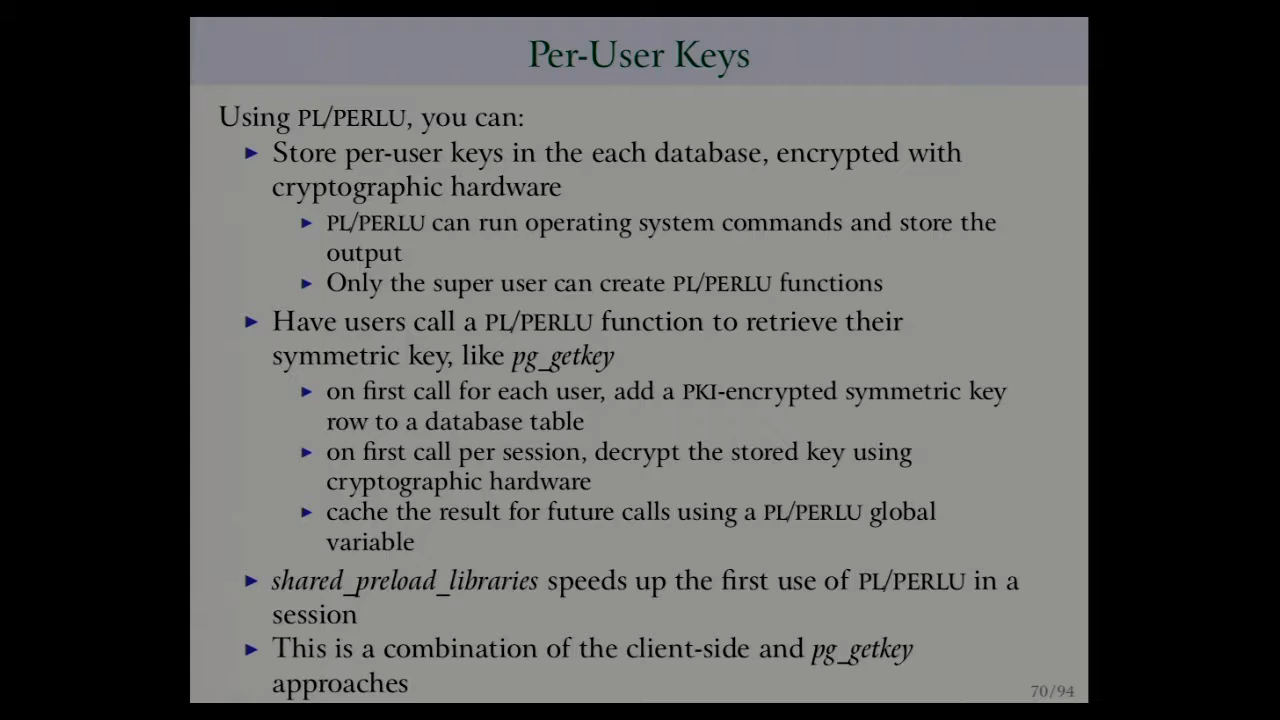 Per-User Keys
Using PL/PERLU, you can:
► Store per-user keys in the each database, encrypted with
cryptographic hardware
► PL/PERLU can run operating system commands and store the
output
► Only the super user can create PL/PERLU functions
► Have users call a PL/PERLU function to retrieve their
symmetric key, like pg_getkey
► on first call for each user, add a PKI-encrypted symmetric key
row to a database table
► on first call per session, decrypt the stored key using
cryptographic hardware
► cache the result for future calls using a PL/PERLU global
variable
► shared_preload_libraries speeds up the first use of PL/PERLU in a
session
► This is a combination of the client-side and pg_getkey
approaches
70/94